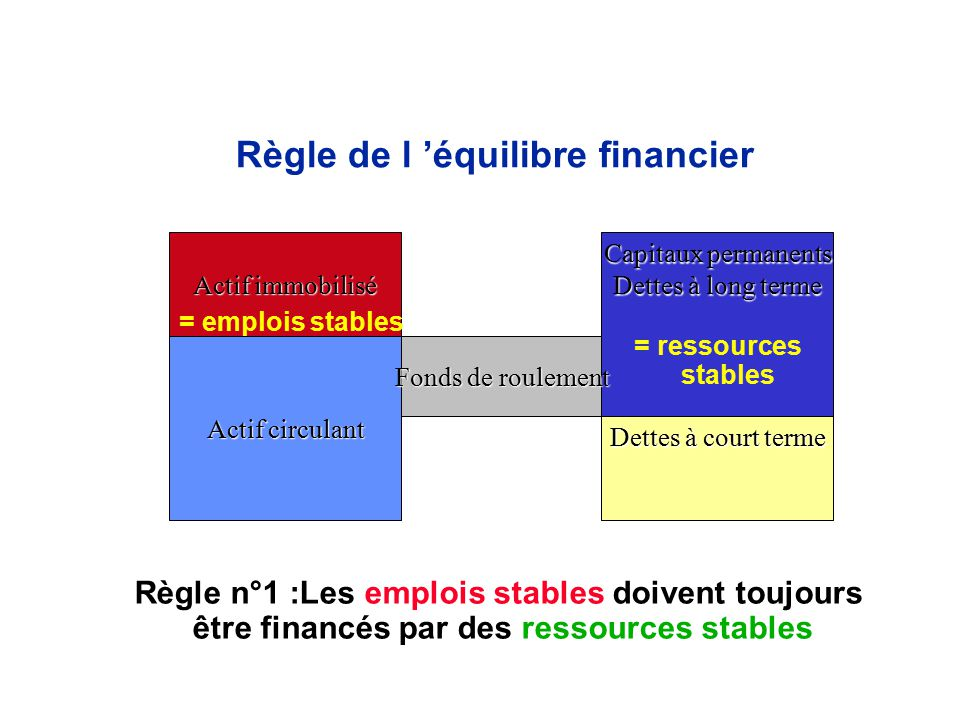 Règle de l ’équilibre financier
Actif immobilisé
= emplois stables
Actif circulant
Fonds de roulement
Capitaux permanents
Dettes à long terme
= ressources
stables
Dettes à court terme
Règle n°1 :Les emplois stables doivent toujours
être financés par des ressources stables